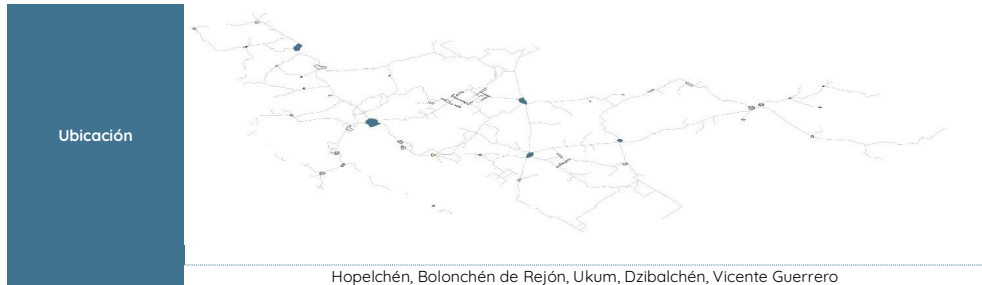 Ubicación
Hopelchén, Bolonchén de Rejón, Ukum, Dzibalchén, Vicente Guerrero